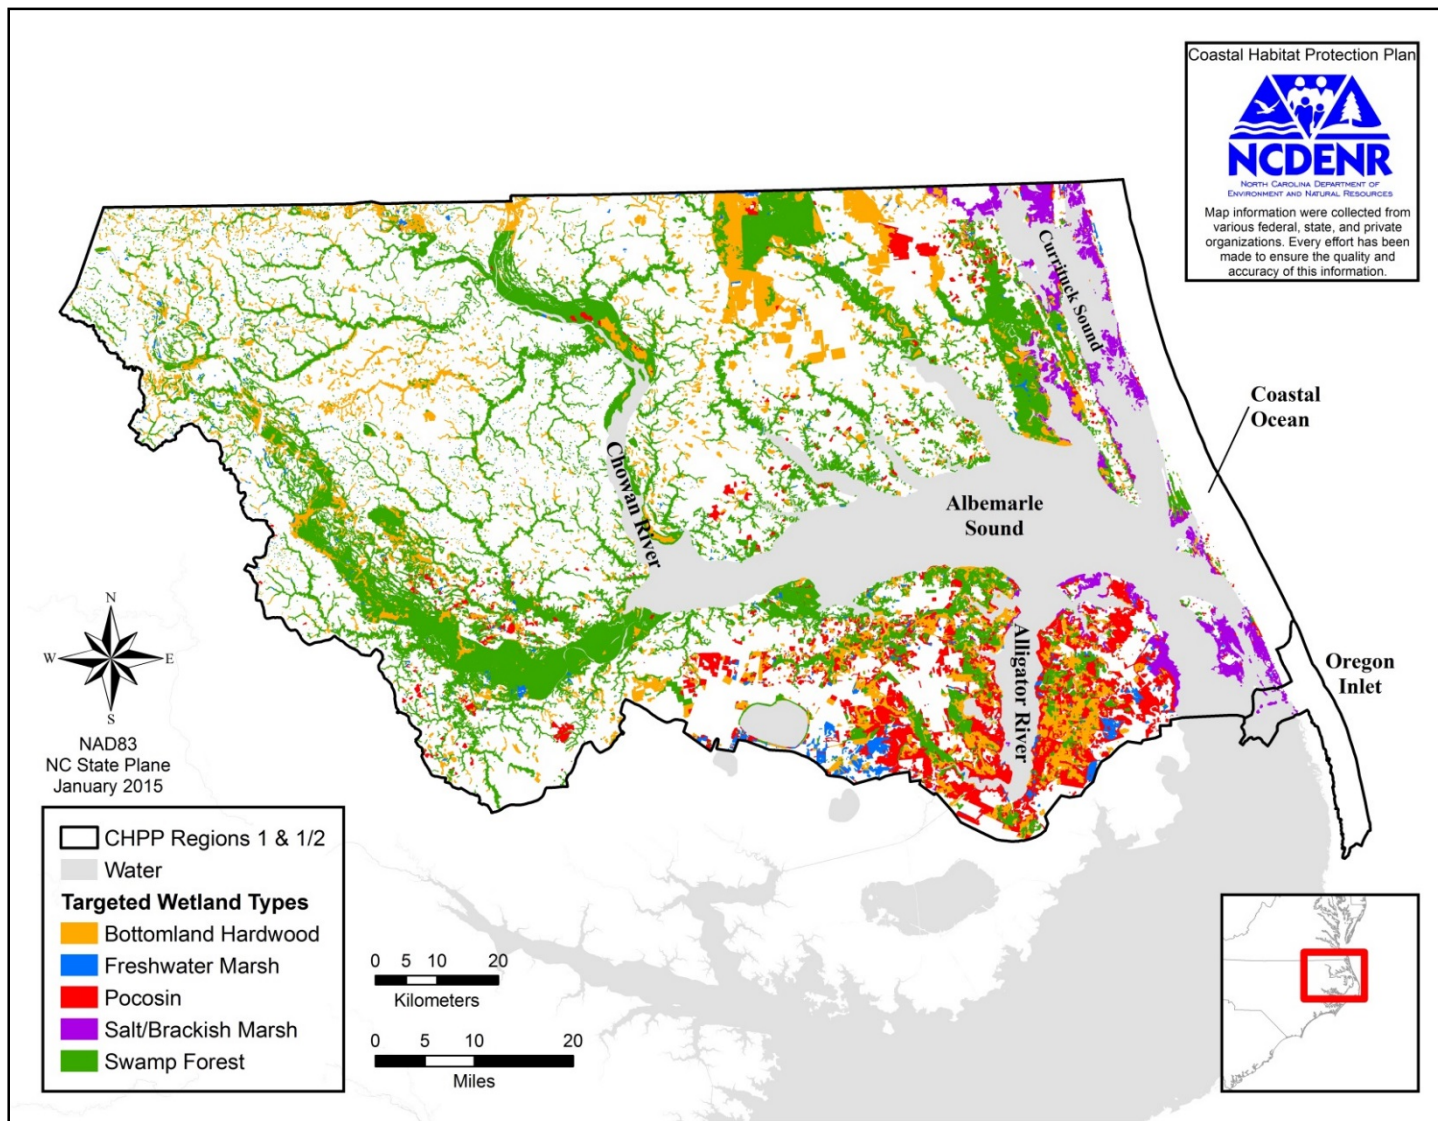 Coastal Habitat Protection Plan
NCDENR
NORTH CAROLINA DEPARTMENT OF
ENVIRONMENT AND NATURAL RESOURCES
Map information were collected from
various federal, state, and private
organizations. Every effort has been
made to ensure the quality and
accuracy of this information.
Currituck Sound
Coastal
Ocean
Chowan River
Albemarle
Sound
Alligator River
Oregon
Inlet
N
W E
S
NAD83
NC State Plane
January 2015
CHPP Regions 1 & 1/2
Water
Targeted Wetland Types
Bottomland Hardwood
Freshwater Marsh
Pocosin
Salt/Brackish Marsh
Swamp Forest
0 5 10 20
Kilometers
0 5 10 20
Miles